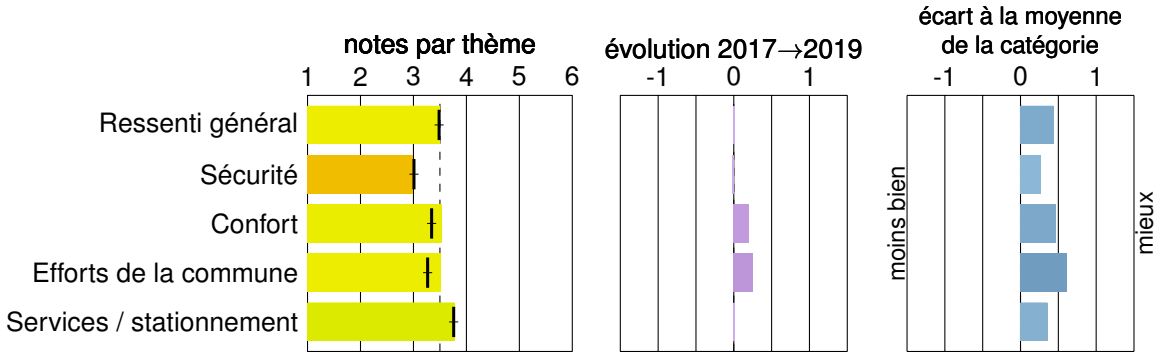 notes par thème
1 2 3 4 5 6
évolution 2017→2019
-1 0 1
écart à la moyenne
de la catégorie
-1 0 1
Ressenti général
Sécurité
Confort
Efforts de la commune
Services / stationnement
moins bien
mieux